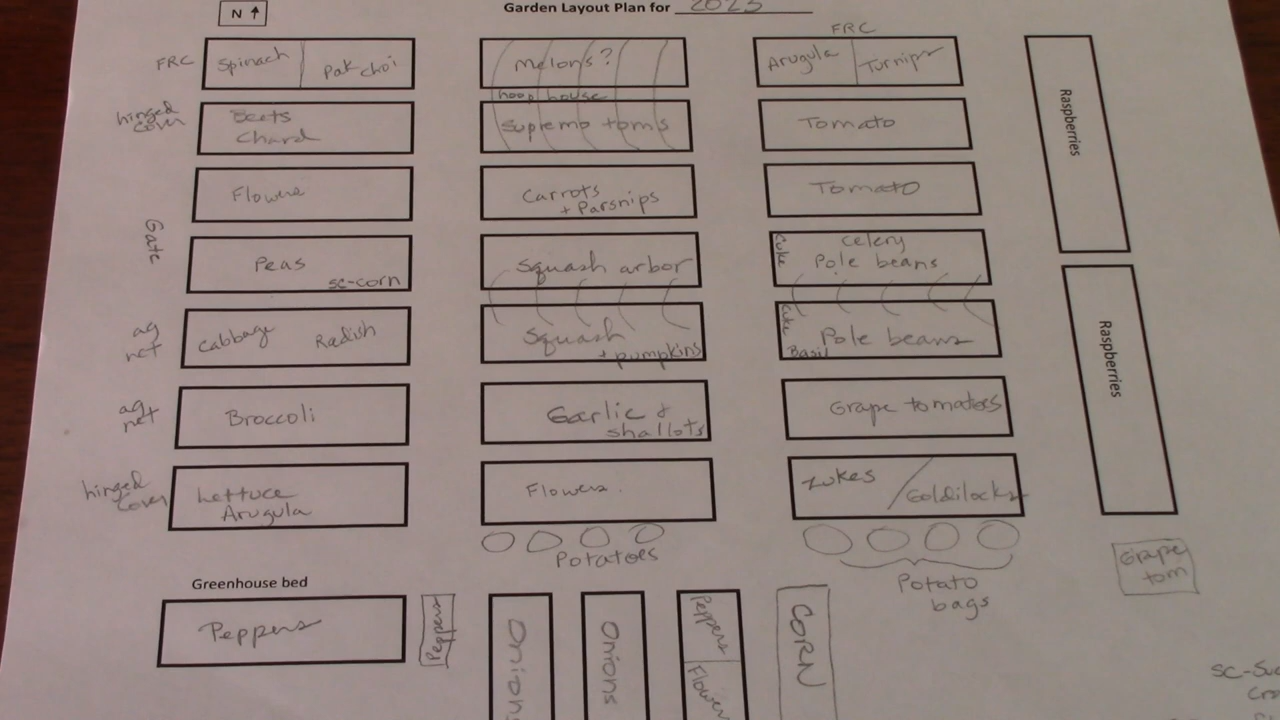 N ↑
Garden Layout Plan for 2023
FRC
FRC
Spinach
Pak choi
Melons?
Arugula
Turnips
Raspberries
hoop house
hinged
cover
Beets
Chard
Supremo toms
Tomato
Flowers
Carrots
+ Parsnips
Tomato
Gate
Peas
sc-corn
Squash arbor
Cuke
Celery
Pole beans
ag
net
Cabbage
Radish
Squash
+ pumpkins
Cuke
Basil
Pole beans
Raspberries
ag
net
Broccoli
Garlic &
shallots
Grape tomatoes
hinged
cover
Lettuce
Arugula
Flowers.
Zukes / Goldilocks
Potatoes
Potato
bags
Grape
tom
Greenhouse bed
Peppers
Peppers
Onions
Onions
Peppers
Flowers
CORN